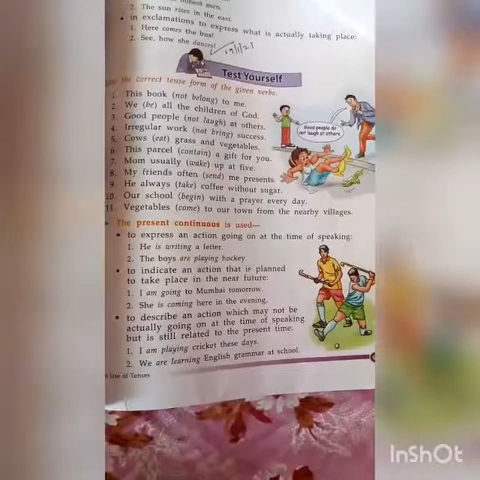 honest men.
2. The sun rises in the east.
• in exclamations to express what is actually taking place:
1. Here comes the bus!
2. See, how she dances!
19/1/21
Test Yourself
the correct tense form of the given verbs.
1. This book (not belong) to me.
2. We (be) all the children of God.
3. Good people (not laugh) at others.
4. Irregular work (not bring) success.
5. Cows (eat) grass and vegetables.
6 This parcel (contain) a gift for you.
7. Mom usually (wake) up at five.
8. My friends often (send) me presents.
9. He always (take) coffee without sugar.
10. Our school (begin) with a prayer every day.
11. Vegetables (come) to our town from the nearby villages.
Good people do
not laugh at others
The present continuous is used—
• to express an action going on at the time of speaking:
1. He is writing a letter.
2. The boys are playing hockey.
• to indicate an action that is planned
to take place in the near future:
1. I am going to Mumbai tomorrow.
2. She is coming here in the evening.
• to describe an action which may not be
actually going on at the time of speaking
but is still related to the present time:
1. I am playing cricket these days.
2. We are learning English grammar at school.
Use of Tenses
InShOt